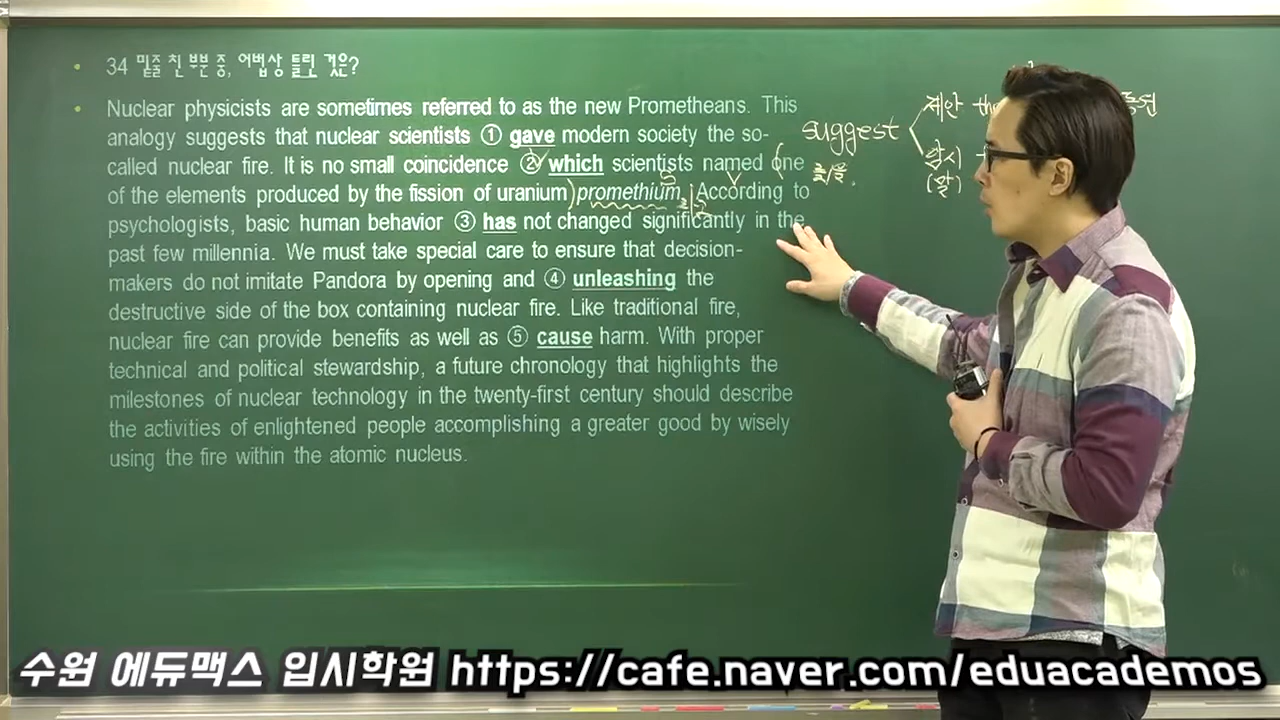 34 밑줄 친 부분 중, 어법상 틀린 것은?
Nuclear physicists are sometimes referred to as the new Prometheans. This
analogy suggests that nuclear scientists ① gave modern society the so-
called nuclear fire. It is no small coincidence ② which scientists named one
of the elements produced by the fission of uranium promethium. According to
psychologists, basic human behavior ③ has not changed significantly in the
past few millennia. We must take special care to ensure that decision-
makers do not imitate Pandora by opening and ④ unleashing the
destructive side of the box containing nuclear fire. Like traditional fire,
nuclear fire can provide benefits as well as ⑤ cause harm. With proper
technical and political stewardship, a future chronology that highlights the
milestones of nuclear technology in the twenty-first century should describe
the activities of enlightened people accomplishing a greater good by wisely
using the fire within the atomic nucleus.
suggest
제안
암시
수원 에듀맥스 입시학원 https://cafe.naver.com/eduacademos